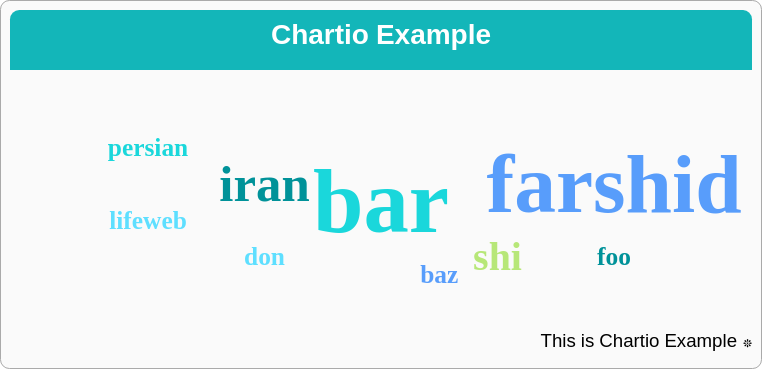 Chartio Example
persian
iran
bar
farshid
lifeweb
don
baz
shi
foo
This is Chartio Example ❊